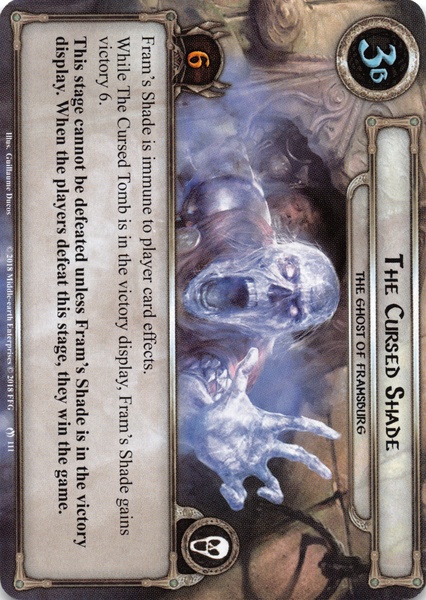 3B
THE CURSED SHADE
THE GHOST OF FRAMSBURG
6
Fram's Shade is immune to player card effects.
While The Cursed Tomb is in the victory display, Fram's Shade gains
victory 6.
This stage cannot be defeated unless Fram's Shade is in the victory
display. When the players defeat this stage, they win the game.
Illus. Guillaume Ducos
© 2018 Middle-earth Enterprises © 2018 FFG
111